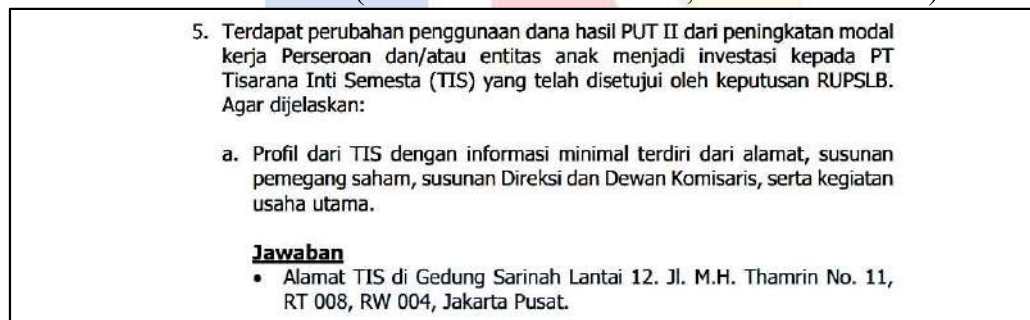 5. Terdapat perubahan penggunaan dana hasil PUT II dari peningkatan modal
kerja Perseroan dan/atau entitas anak menjadi investasi kepada PT
Tisarana Inti Semesta (TIS) yang telah disetujui oleh keputusan RUPSLB.
Agar dijelaskan:
a. Profil dari TIS dengan informasi minimal terdiri dari alamat, susunan
pemegang saham, susunan Direksi dan Dewan Komisaris, serta kegiatan
usaha utama.
Jawaban
• Alamat TIS di Gedung Sarinah Lantai 12. Jl. M.H. Thamrin No. 11,
RT 008, RW 004, Jakarta Pusat.